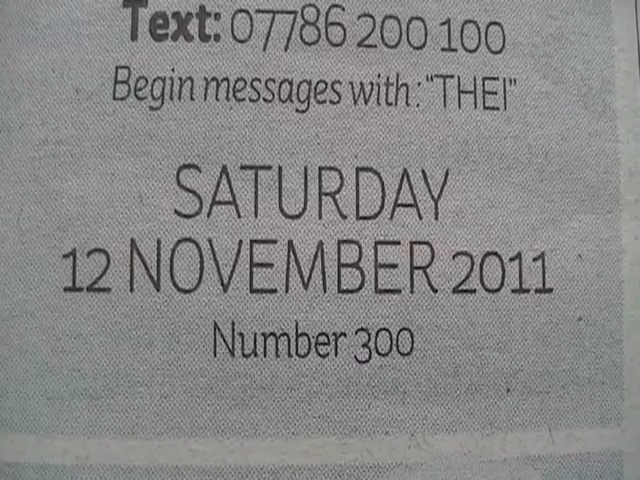 Text: 07786 200 100
Begin messages with: "THEI"
SATURDAY
12 NOVEMBER 2011
Number 300